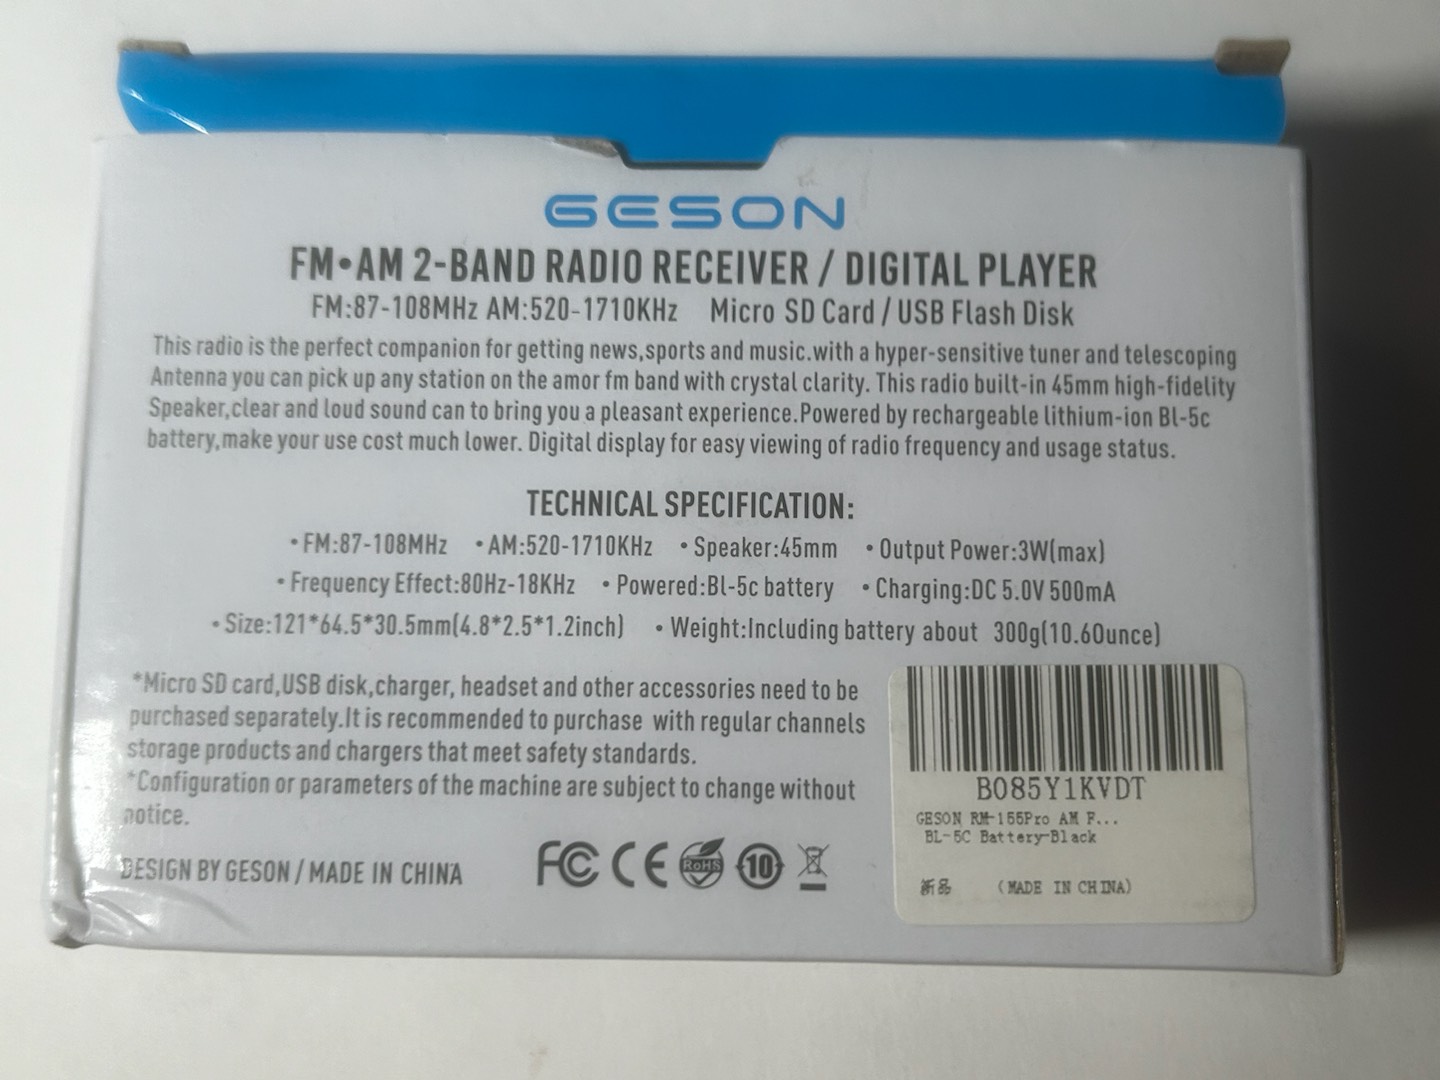 GESON
FM•AM 2-BAND RADIO RECEIVER / DIGITAL PLAYER
FM:87-108MHz AM:520-1710KHz Micro SD Card / USB Flash Disk
This radio is the perfect companion for getting news,sports and music.with a hyper-sensitive tuner and telescoping
Antenna you can pick up any station on the amor fm band with crystal clarity. This radio built-in 45mm high-fidelity
Speaker,clear and loud sound can to bring you a pleasant experience.Powered by rechargeable lithium-ion Bl-5c
battery,make your use cost much lower. Digital display for easy viewing of radio frequency and usage status.
TECHNICAL SPECIFICATION:
•FM:87-108MHz •AM:520-1710KHz •Speaker:45mm •Output Power:3W(max)
•Frequency Effect:80Hz-18KHz •Powered:Bl-5c battery •Charging:DC 5.0V 500mA
•Size:121*64.5*30.5mm(4.8*2.5*1.2inch) •Weight:Including battery about 300g(10.60unce)
*Micro SD card,USB disk,charger, headset and other accessories need to be
purchased separately.It is recommended to purchase with regular channels
storage products and chargers that meet safety standards.
*Configuration or parameters of the machine are subject to change without
notice.
DESIGN BY GESON / MADE IN CHINA
FC CE RoHS 10
B085Y1KVDT
GESON RM-155Pro AM F...
BL-5C Battery-Black
新品 (MADE IN CHINA)